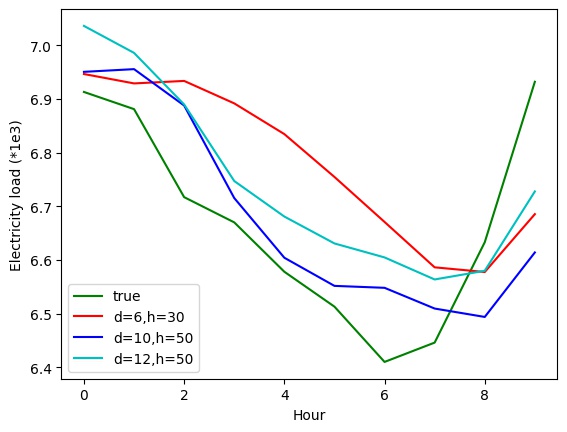 7.0
6.9
6.8
6.7
6.6
6.5
6.4
Electricity load (*1e3)
true
d=6,h=30
d=10,h=50
d=12,h=50
0 2 4 6 8
Hour